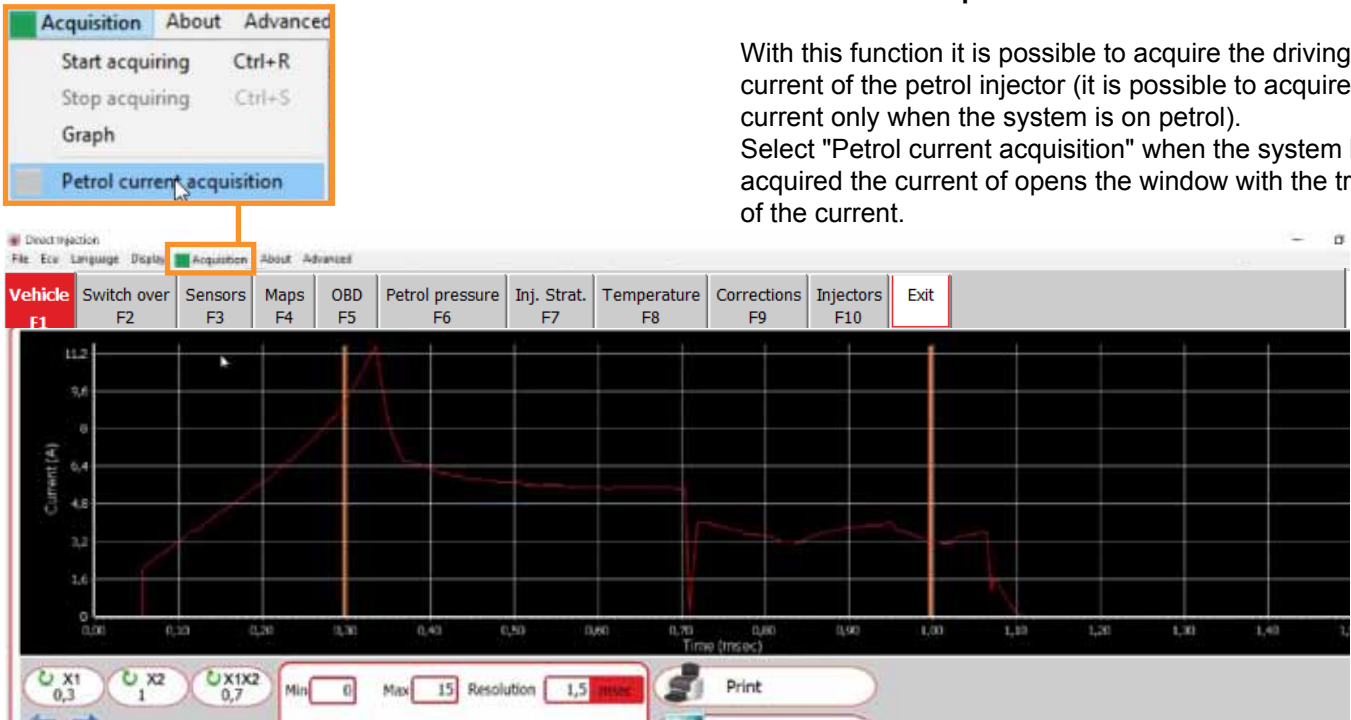 Acquisition About Advanced
Start acquiring Ctrl+R
Stop acquiring Ctrl+S
Graph
Petrol current acquisition
With this function it is possible to acquire the driving
current of the petrol injector (it is possible to acquire
current only when the system is on petrol).
Select "Petrol current acquisition" when the system
acquired the current of opens the window with the
of the current.
Direct Injection
File Ecu Language Display Acquisition About Advanced
Vehicle Switch over Sensors Maps OBD Petrol pressure Inj. Strat. Temperature Corrections Injectors Exit
F1 F2 F3 F4 F5 F6 F7 F8 F9 F10
11,2
9,6
8
6,4
4,8
3,2
1,6
0
Current (A)
0,00 0,10 0,20 0,30 0,40 0,50 0,60 0,70 0,80 0,90 1,00 1,10 1,20 1,30 1,40
Time (msec)
X1 X2 X1X2
0,3 1 0,7
Min 0 Max 15 Resolution 1,5 msec
Print